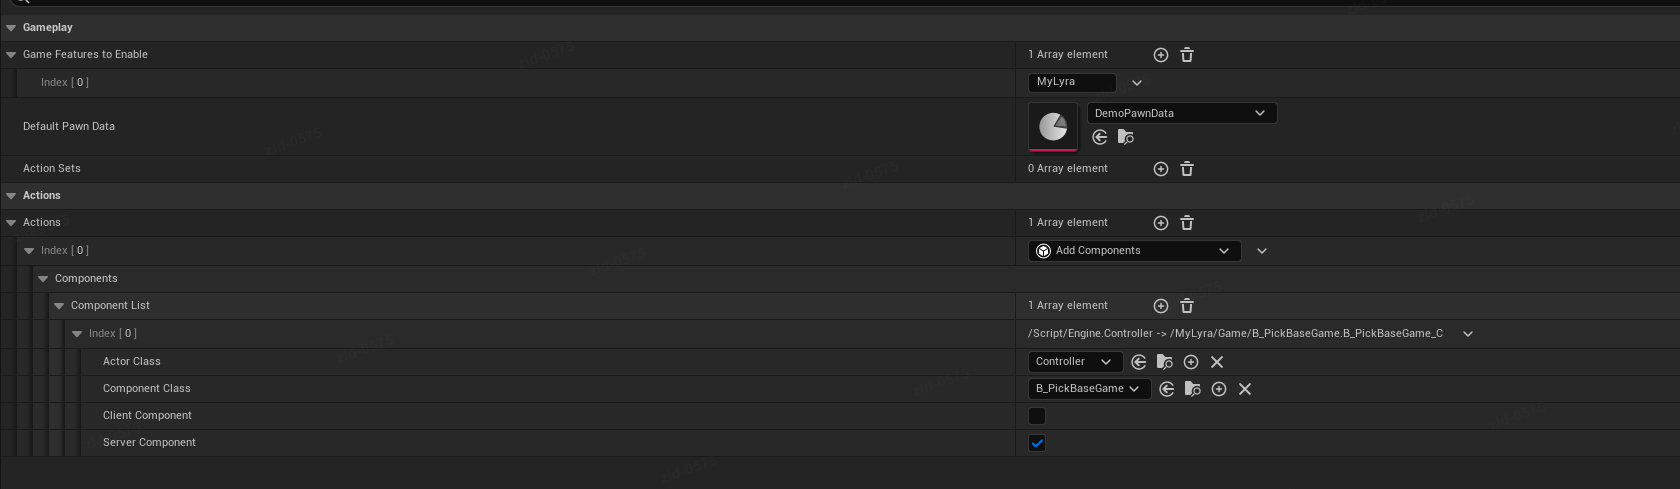 Gameplay
Game Features to Enable 1 Array element
Index [ 0 ] MyLyra
Default Pawn Data DemoPawnData
Action Sets 0 Array element
Actions
Actions 1 Array element
Index [ 0 ] Add Components
Components
Component List 1 Array element
Index [ 0 ] /Script/Engine.Controller -> /MyLyra/Game/B_PickBaseGame.B_PickBaseGame_C
Actor Class Controller
Component Class B_PickBaseGame
Client Component
Server Component